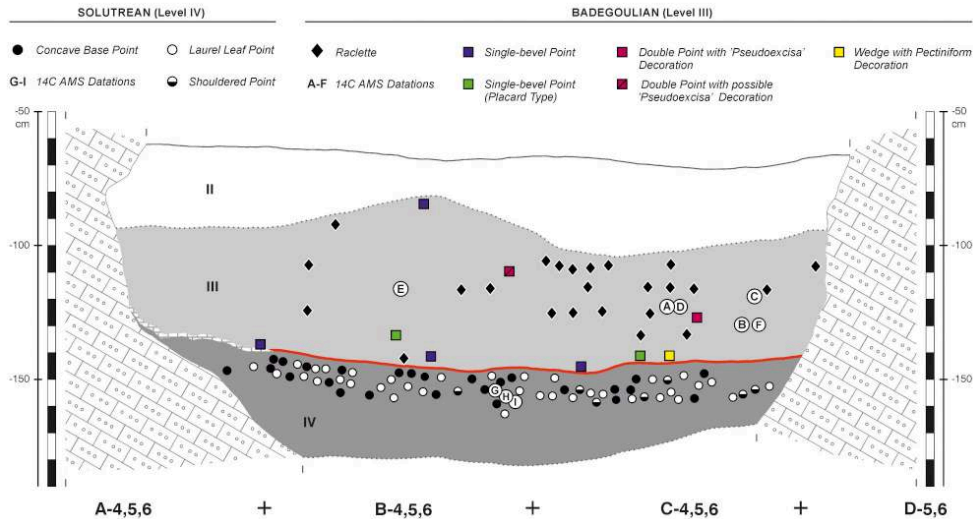 SOLUTREAN (Level IV)
BADEGOULIAN (Level III)
Concave Base Point
Laurel Leaf Point
Raclette
Single-bevel Point
Double Point with 'Pseudoexcisa'
Decoration
Wedge with Pectiniform
Decoration
G-I 14C AMS Datations
Shouldered Point
A-F 14C AMS Datations
Single-bevel Point
(Placard Type)
Double Point with possible
'Pseudoexcisa' Decoration
-50
cm
-50
cm
II
-100
-100
III
E
A D
C
B F
-150
-150
G H I
IV
A-4,5,6 + B-4,5,6 + C-4,5,6 + D-5,6